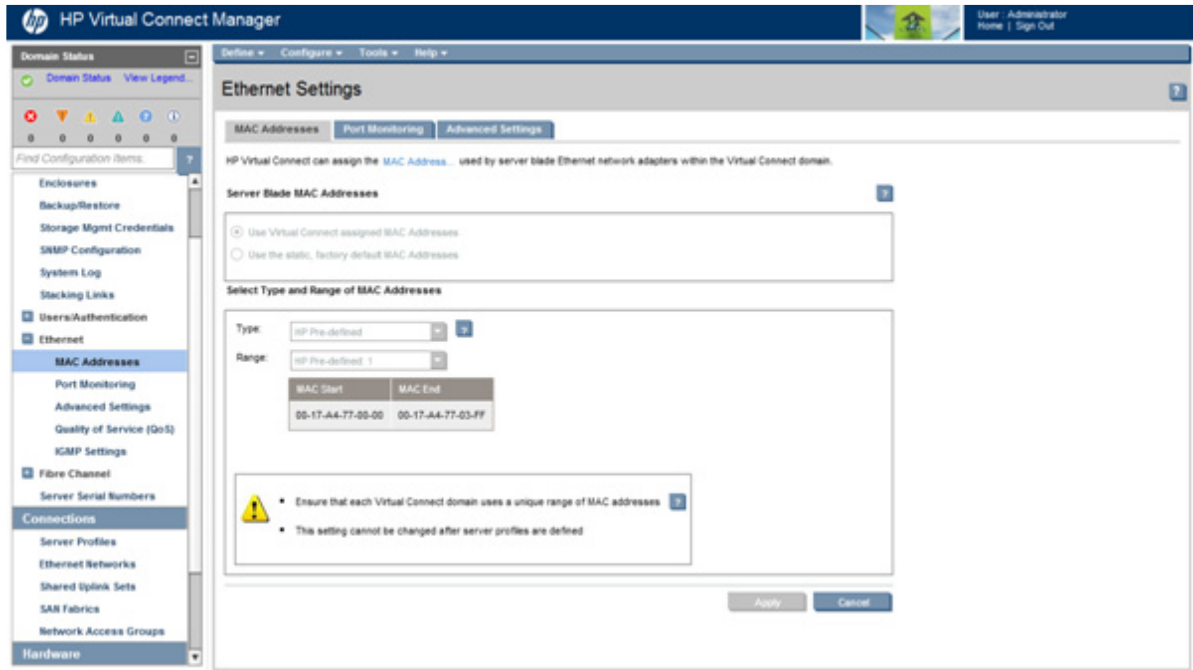 hp HP Virtual Connect Manager
User : Administrator
Home | Sign Out
Domain Status
Domain Status View Legend...
0 0 0 0 0 0
Find Configuration Items.
Enclosures
Backup/Restore
Storage Mgmt Credentials
SNMP Configuration
System Log
Stacking Links
Users/Authentication
Ethernet
MAC Addresses
Port Monitoring
Advanced Settings
Quality of Service (QoS)
IGMP Settings
Fibre Channel
Server Serial Numbers
Connections
Server Profiles
Ethernet Networks
Shared Uplink Sets
SAN Fabrics
Network Access Groups
Hardware
Define Configure Tools Help
Ethernet Settings
?
MAC Addresses Port Monitoring Advanced Settings
HP Virtual Connect can assign the MAC Address... used by server blade Ethernet network adapters within the Virtual Connect domain.
Server Blade MAC Addresses ?
Use Virtual Connect assigned MAC Addresses
Use the static, factory default MAC Addresses
Select Type and Range of MAC Addresses
Type: HP Pre-defined ?
Range: HP Pre-defined: 1
MAC Start MAC End
00-17-A4-77-00-00 00-17-A4-77-03-FF
Ensure that each Virtual Connect domain uses a unique range of MAC addresses ?
This setting cannot be changed after server profiles are defined
Apply Cancel